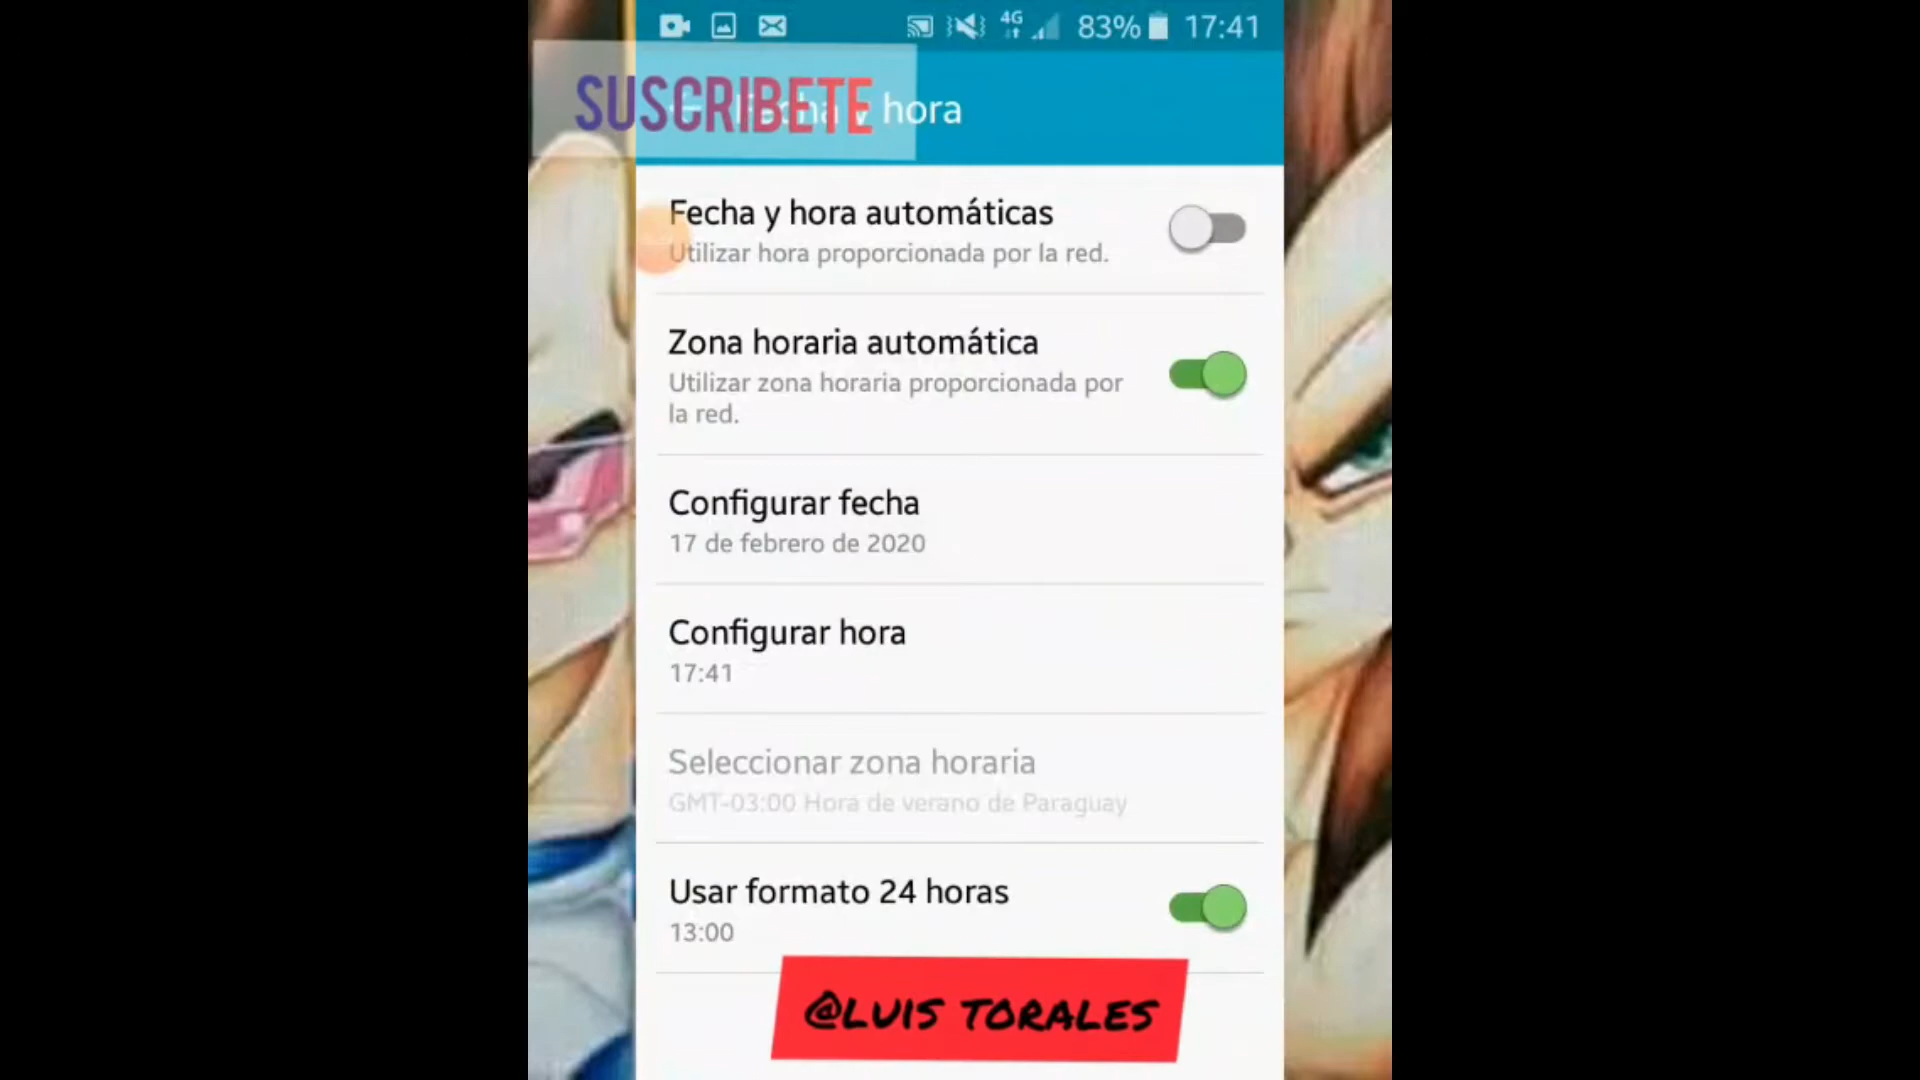 4G 83% 17:41
SUSCRIBETE
Fecha y hora
Fecha y hora automáticas
Utilizar hora proporcionada por la red.
Zona horaria automática
Utilizar zona horaria proporcionada por
la red.
Configurar fecha
17 de febrero de 2020
Configurar hora
17:41
Seleccionar zona horaria
GMT-03:00 Hora de verano de Paraguay
Usar formato 24 horas
13:00
@LUIS TORALES